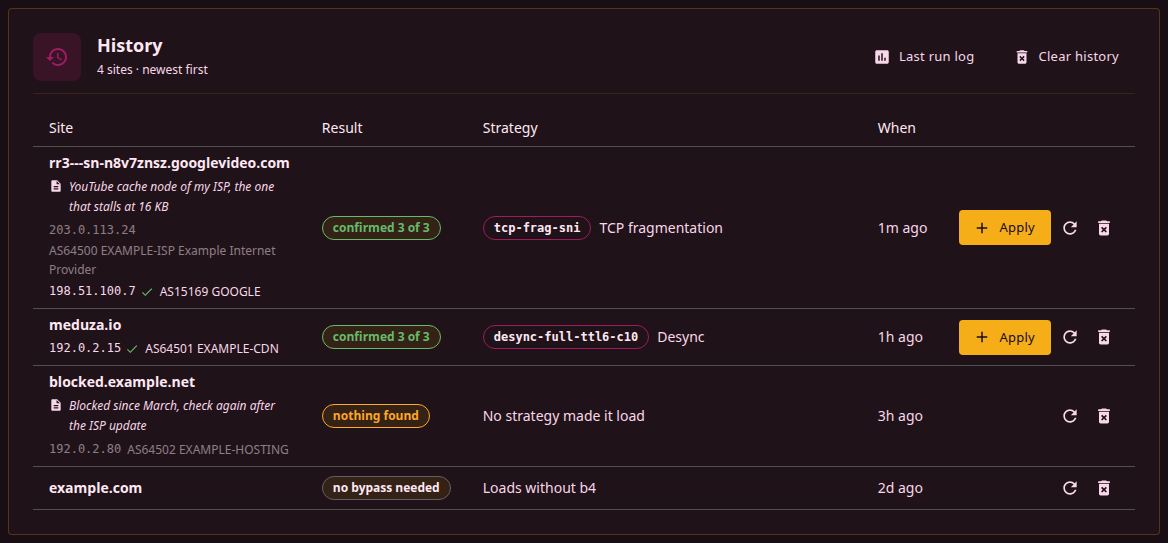 History
4 sites · newest first
Last run log
Clear history
Site Result Strategy When
rr3---sn-n8v7znsz.googlevideo.com
YouTube cache node of my ISP, the one
that stalls at 16 KB
203.0.113.24
AS64500 EXAMPLE-ISP Example Internet
Provider
198.51.100.7 ✓ AS15169 GOOGLE
confirmed 3 of 3
tcp-frag-sni TCP fragmentation
1m ago
+ Apply
meduza.io
192.0.2.15 ✓ AS64501 EXAMPLE-CDN
confirmed 3 of 3
desync-full-ttl6-c10 Desync
1h ago
+ Apply
blocked.example.net
Blocked since March, check again after
the ISP update
192.0.2.80 AS64502 EXAMPLE-HOSTING
nothing found
No strategy made it load
3h ago
example.com
no bypass needed
Loads without b4
2d ago